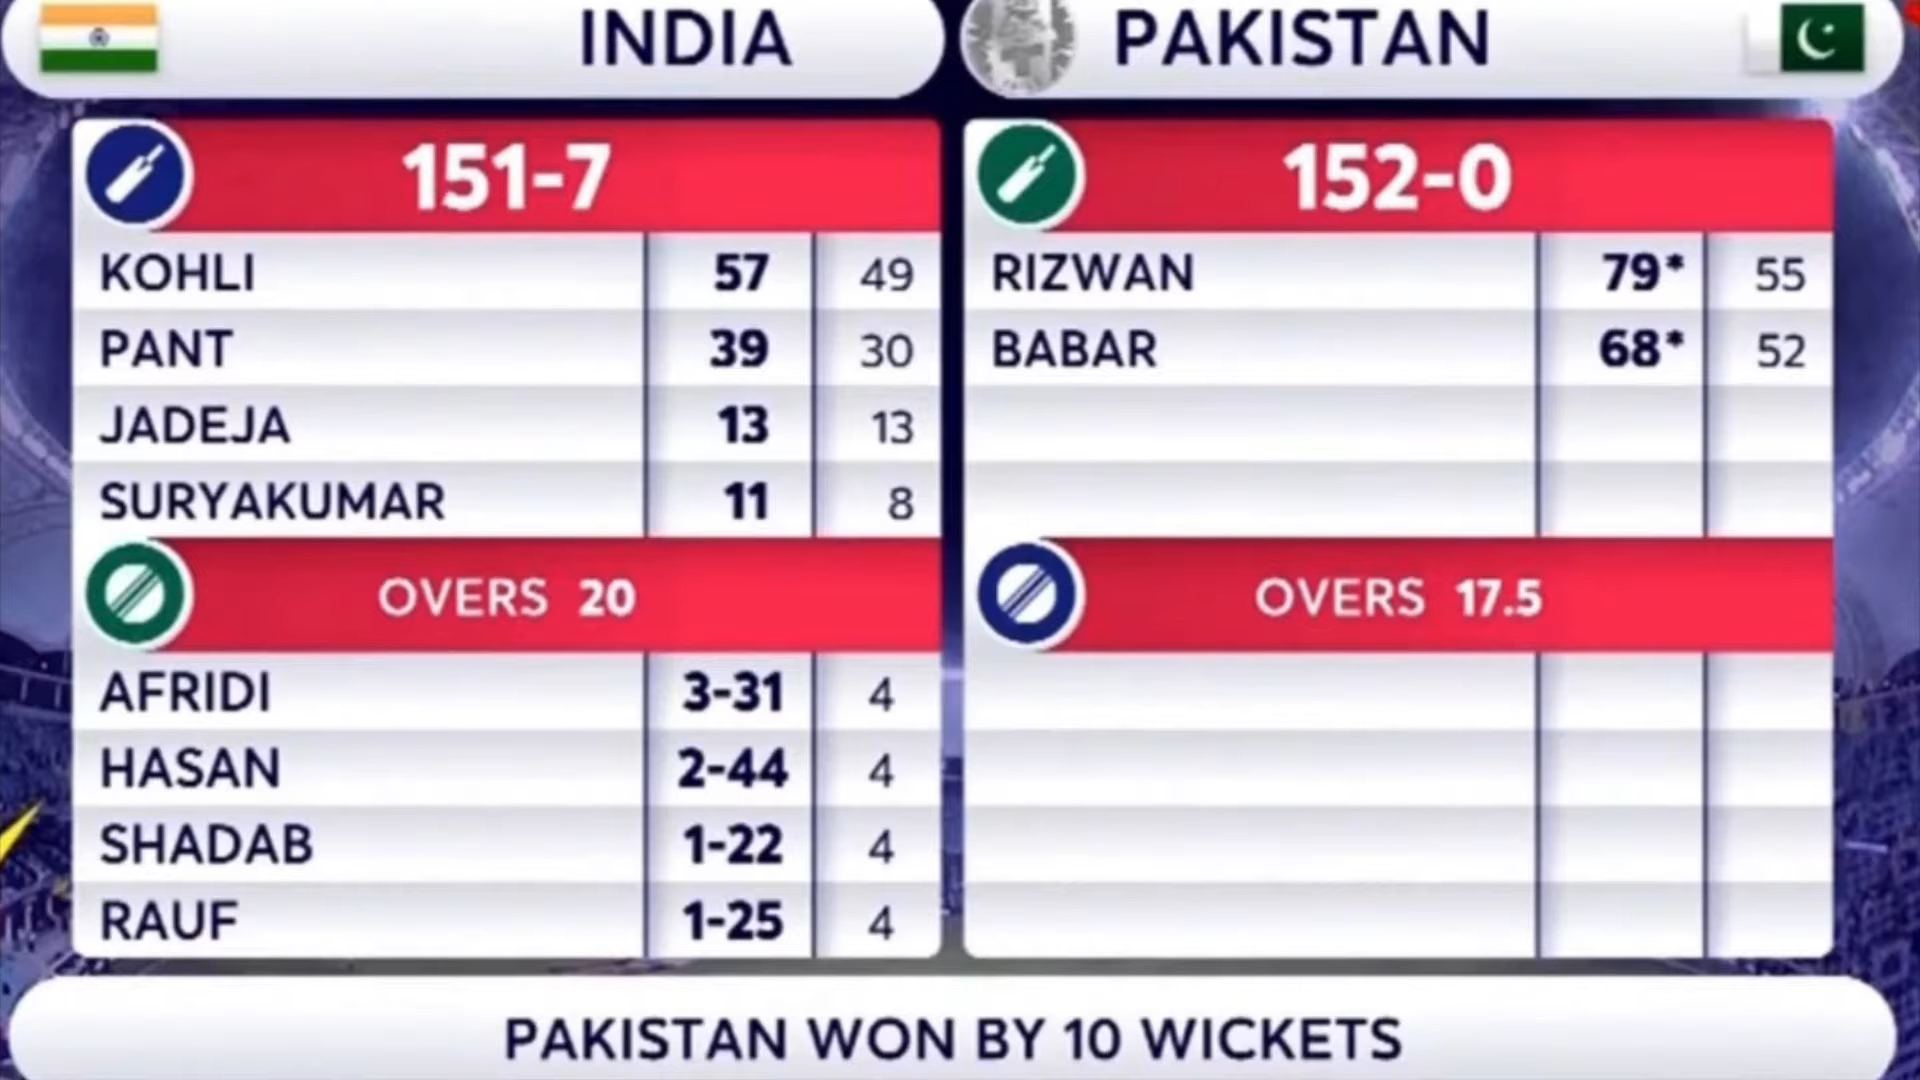 INDIA
151-7
KOHLI 57 49
PANT 39 30
JADEJA 13 13
SURYAKUMAR 11 8
OVERS 20
AFRIDI 3-31 4
HASAN 2-44 4
SHADAB 1-22 4
RAUF 1-25 4
PAKISTAN
152-0
RIZWAN 79* 55
BABAR 68* 52
OVERS 17.5
PAKISTAN WON BY 10 WICKETS